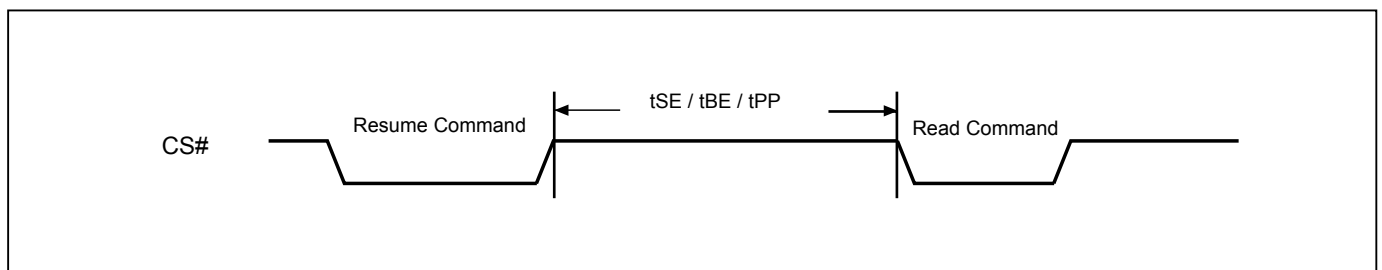 tSE / tBE / tPP
Resume Command
Read Command
CS#